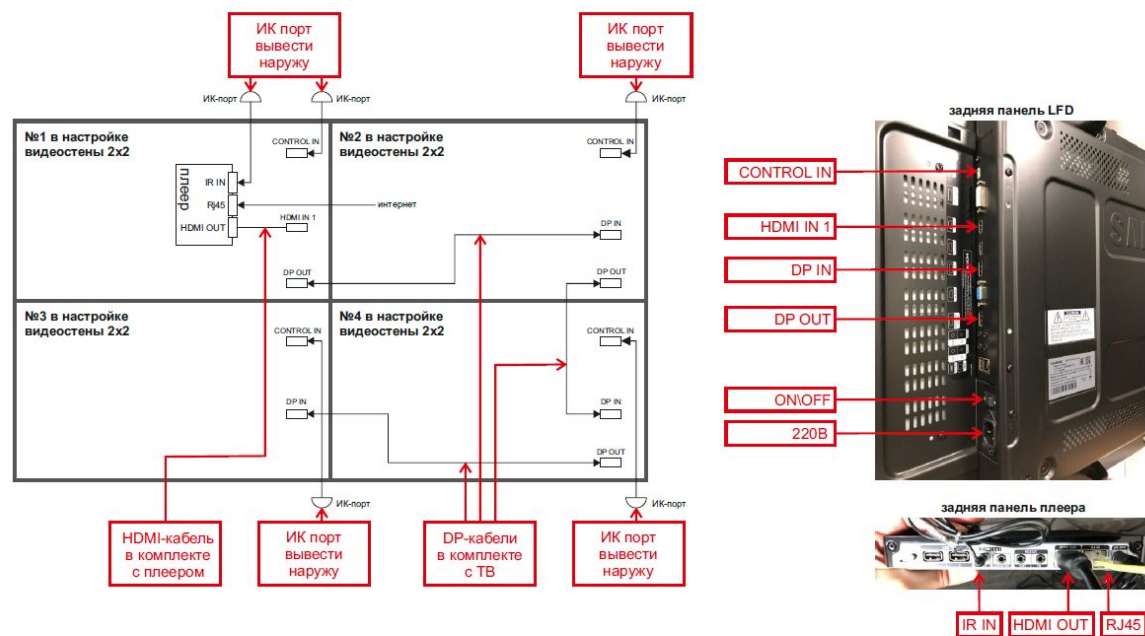 ИК порт
вывести
наружу
ИК порт
вывести
наружу
ИК-порт
ИК-порт
ИК-порт
№1 в настройке
видеостены 2х2
CONTROL IN
плеер
IR IN
Rj45
HDMI OUT
HDMI IN 1
интернет
DP OUT
№2 в настройке
видеостены 2х2
CONTROL IN
DP IN
DP OUT
№3 в настройке
видеостены 2х2
CONTROL IN
DP IN
№4 в настройке
видеостены 2х2
CONTROL IN
DP IN
DP OUT
ИК-порт
ИК-порт
HDMI-кабель
в комплекте
с плеером
ИК порт
вывести
наружу
DP-кабели
в комплекте
с ТВ
ИК порт
вывести
наружу
задняя панель LFD
CONTROL IN
HDMI IN 1
DP IN
DP OUT
ON\OFF
220В
задняя панель плеера
IR IN
HDMI OUT
RJ45